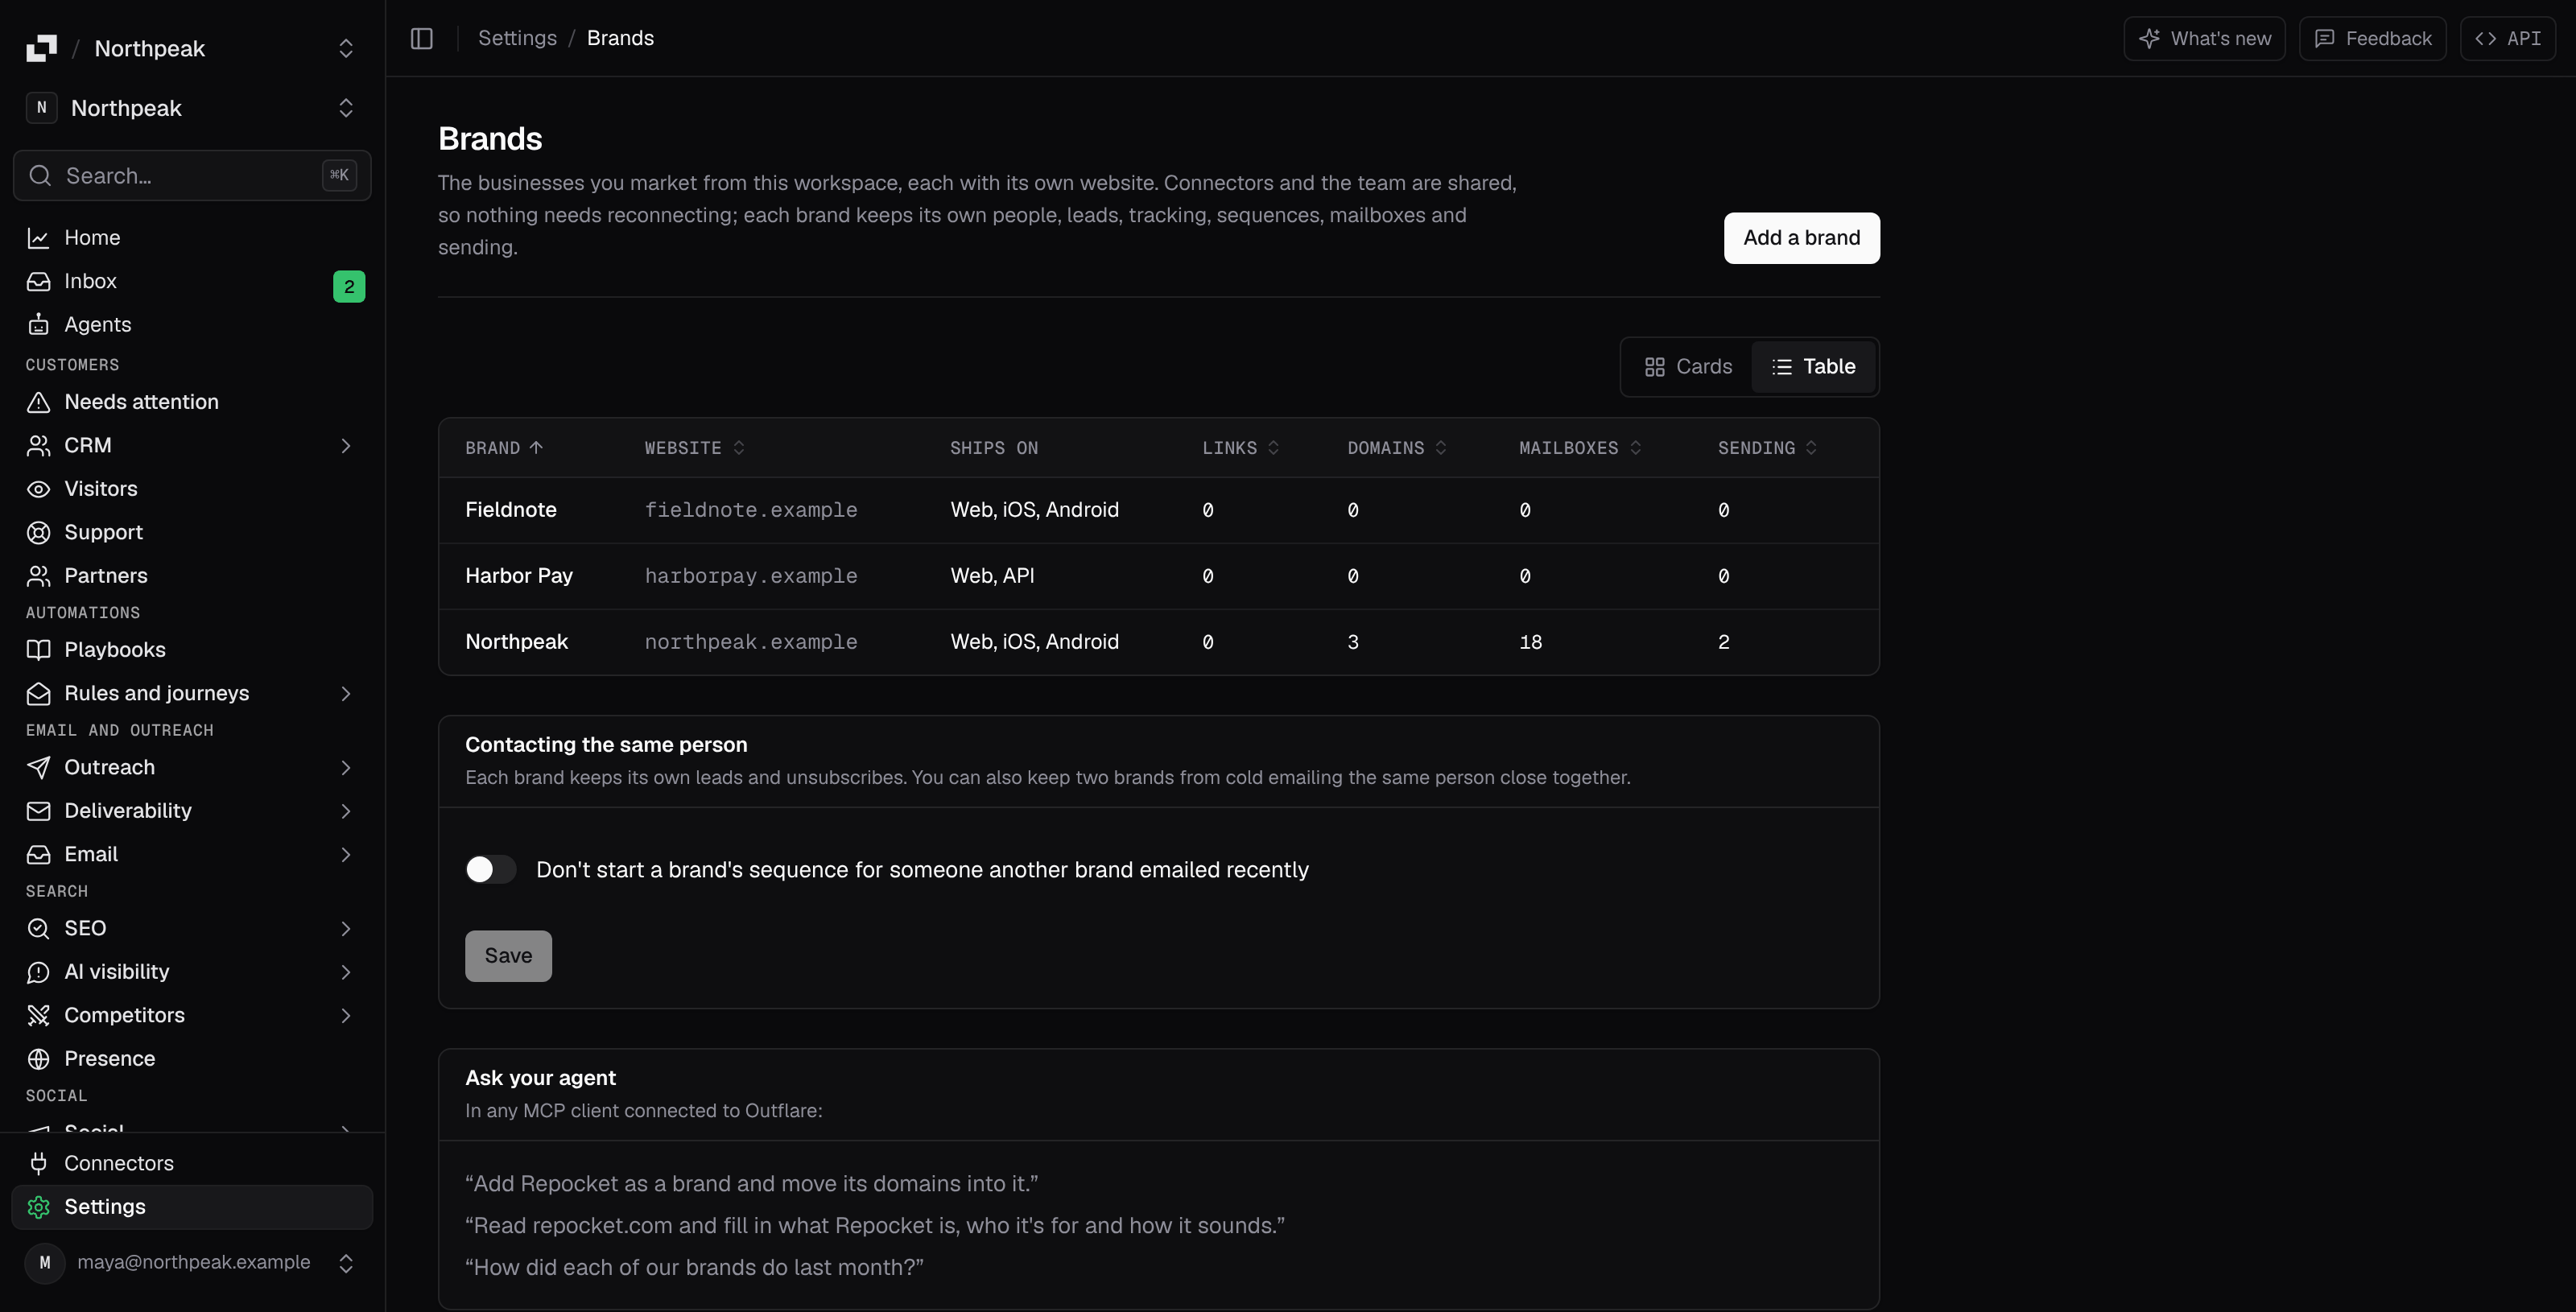 / Northpeak
N Northpeak
Search... ⌘K
Home
Inbox 2
Agents
CUSTOMERS
Needs attention
CRM
Visitors
Support
Partners
AUTOMATIONS
Playbooks
Rules and journeys
EMAIL AND OUTREACH
Outreach
Deliverability
Email
SEARCH
SEO
AI visibility
Competitors
Presence
SOCIAL
Social
Connectors
Settings
M maya@northpeak.example
Settings / Brands
What's new
Feedback
API
Brands
The businesses you market from this workspace, each with its own website. Connectors and the team are shared,
so nothing needs reconnecting; each brand keeps its own people, leads, tracking, sequences, mailboxes and
sending.
Add a brand
Cards Table
BRAND WEBSITE SHIPS ON LINKS DOMAINS MAILBOXES SENDING
Fieldnote fieldnote.example Web, iOS, Android 0 0 0 0
Harbor Pay harborpay.example Web, API 0 0 0 0
Northpeak northpeak.example Web, iOS, Android 0 3 18 2
Contacting the same person
Each brand keeps its own leads and unsubscribes. You can also keep two brands from cold emailing the same person close together.
Don't start a brand's sequence for someone another brand emailed recently
Save
Ask your agent
In any MCP client connected to Outflare:
“Add Repocket as a brand and move its domains into it.”
“Read repocket.com and fill in what Repocket is, who it's for and how it sounds.”
“How did each of our brands do last month?”